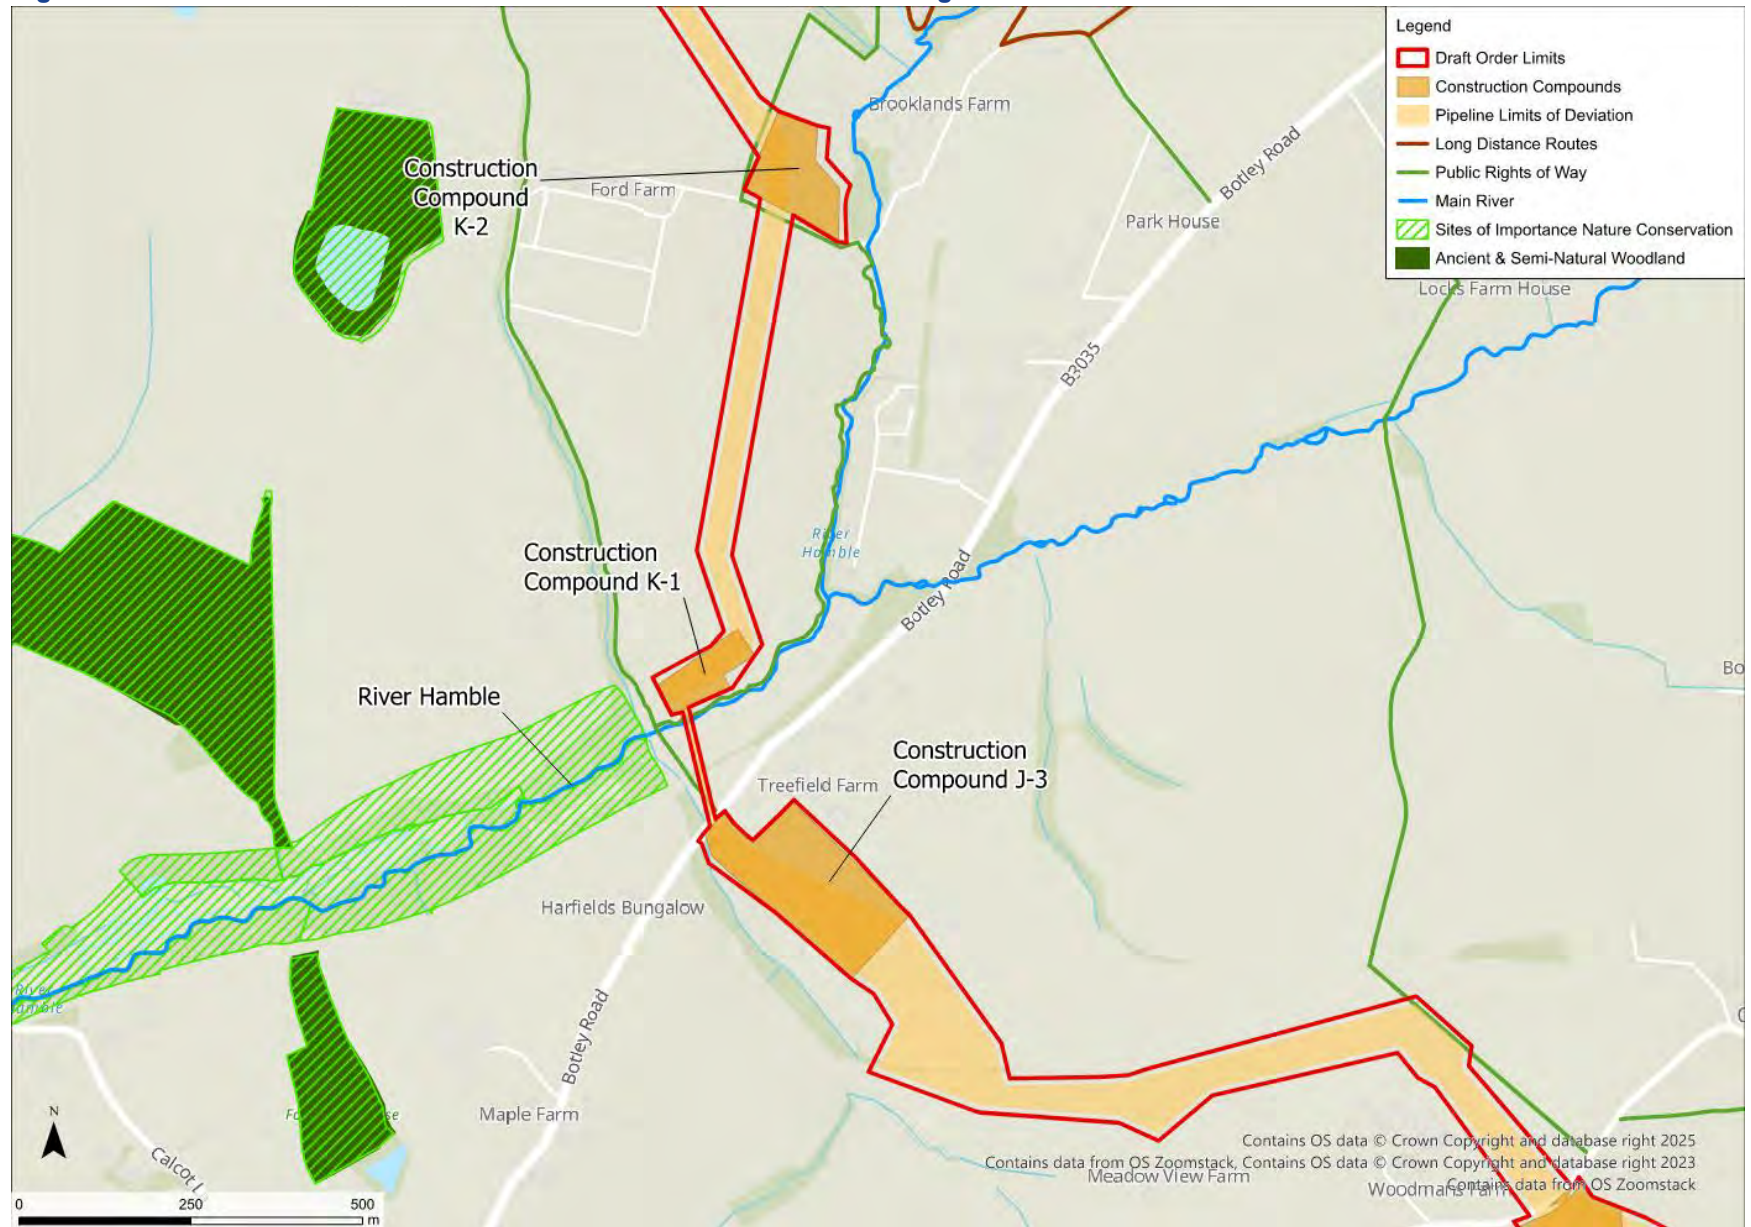 Legend
Draft Order Limits
Construction Compounds
Pipeline Limits of Deviation
Long Distance Routes
Public Rights of Way
Main River
Sites of Importance Nature Conservation
Ancient & Semi-Natural Woodland
Brooklands Farm
Botley Road
Construction
Compound
K-2
Ford Farm
Park House
Locks Farm House
B3035
River
Hamble
Construction
Compound K-1
Botley Road
River Hamble
Construction
Compound J-3
Treefield Farm
Harfields Bungalow
River
Botley Road
Maple Farm
N
Calcot L
Meadow View Farm
Woodmans Farm
Contains OS data © Crown Copyright and database right 2025
Contains data from OS Zoomstack, Contains OS data © Crown Copyright and database right 2023
Contains data from OS Zoomstack
0 250 500
m